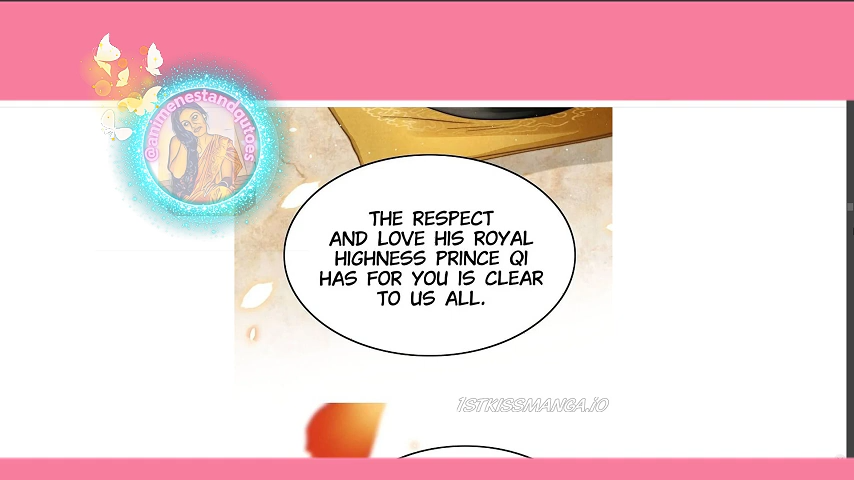 @animenestandqutoes
THE RESPECT
AND LOVE HIS ROYAL
HIGHNESS PRINCE QI
HAS FOR YOU IS CLEAR
TO US ALL.
1STKISSMANGA.IO